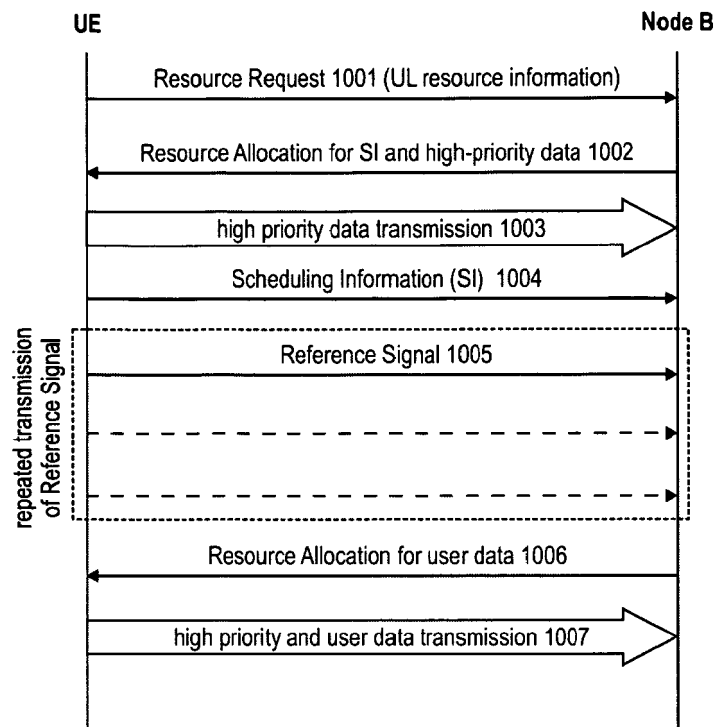 UE
Node B
Resource Request 1001 (UL resource information)
Resource Allocation for SI and high-priority data 1002
high priority data transmission 1003
Scheduling Information (SI) 1004
repeated transmission
of Reference Signal
Reference Signal 1005
Resource Allocation for user data 1006
high priority and user data transmission 1007